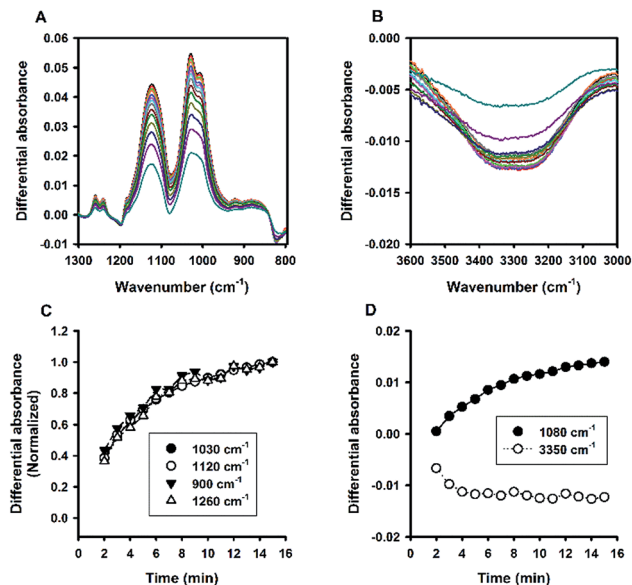 A
0.06
0.05
0.04
0.03
0.02
0.01
0.00
-0.01
Differential absorbance
1300 1200 1100 1000 900 800
Wavenumber (cm-1)
B
0.000
-0.005
-0.010
-0.015
-0.020
Differential absorbance
3600 3500 3400 3300 3200 3100 3000
Wavenumber (cm-1)
C
1.2
1.0
0.8
0.6
0.4
0.2
0.0
Differential absorbance
(Normalized)
1030 cm-1
1120 cm-1
900 cm-1
1260 cm-1
0 2 4 6 8 10 12 14 16
Time (min)
D
0.02
0.01
0.00
-0.01
-0.02
Differential absorbance
1080 cm-1
3350 cm-1
0 2 4 6 8 10 12 14 16
Time (min)